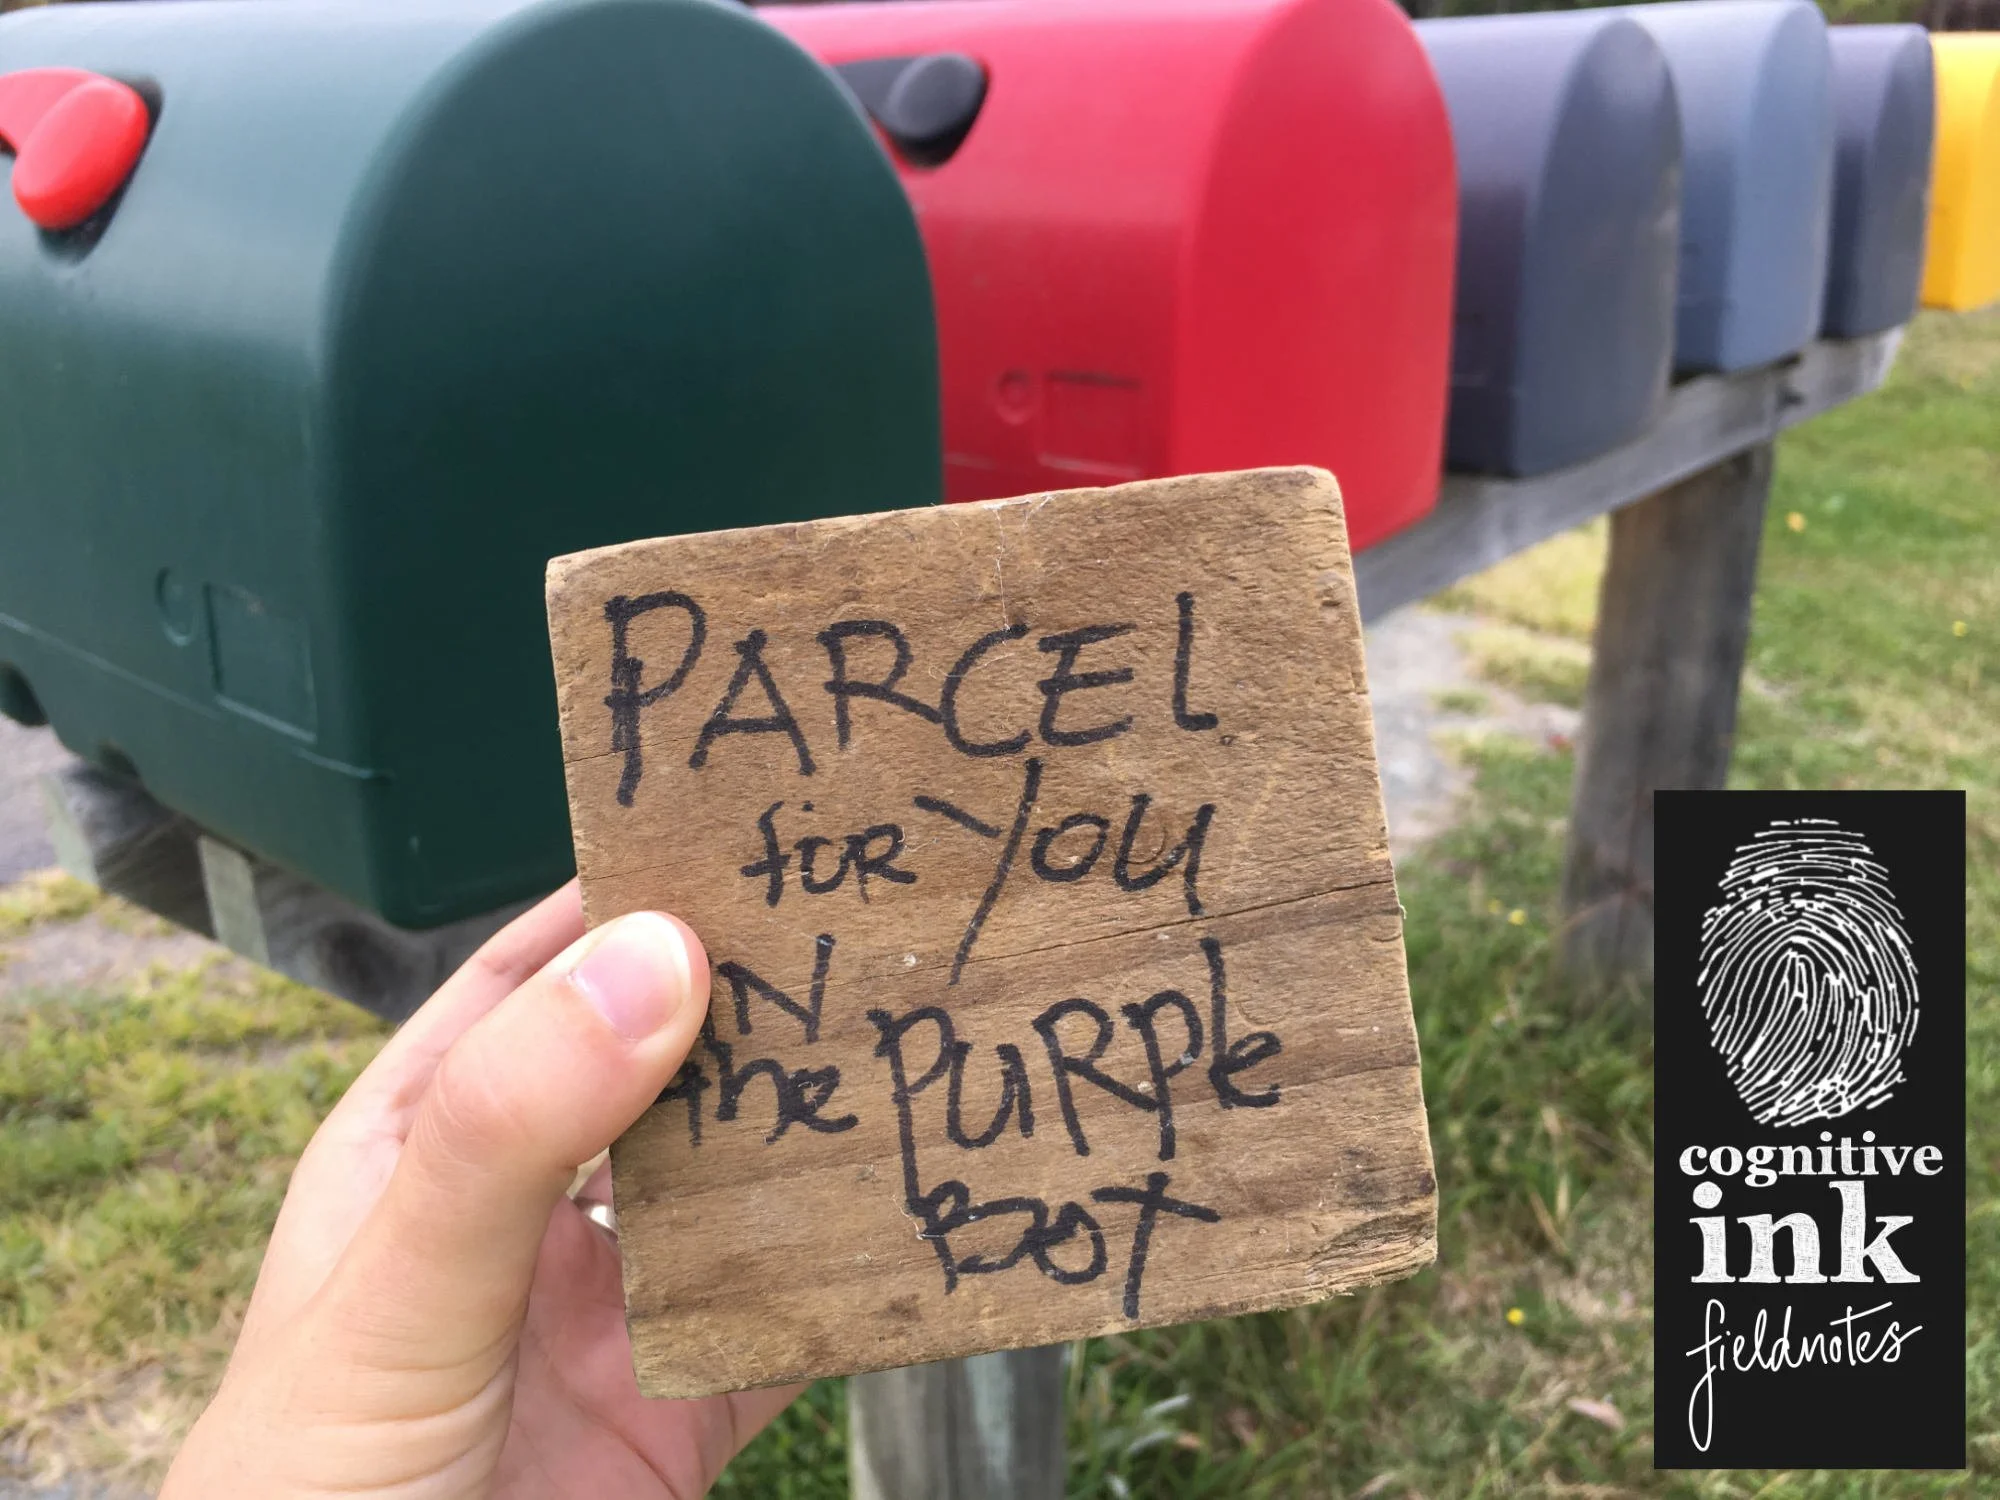 PARCEl
for You
iN
the PURPle
Box
cognitive
ink
fieldnotes